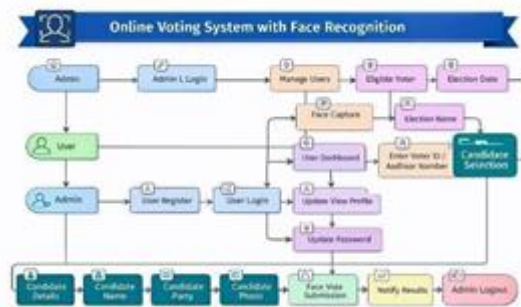 Online Voting System with Face Recognition
Admin
Admin L Login
Manage Users
Eligible Voter
Election Date
Face Capture
Election Name
User
User Dashboard
Enter Voter ID /
Number
Candidate
Selection
Admin
User Register
User Login
Update View Profile
Update Password
Candidate
Details
Candidate
Name
Candidate
Party
Candidate
Photo
Face Vote
Submission
Notify Results
Admin Logout